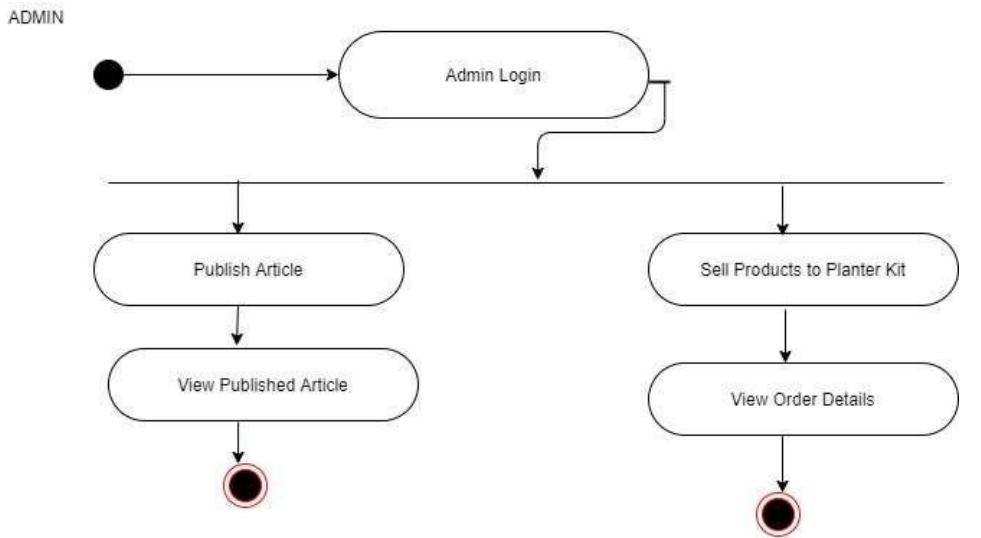 ADMIN
Admin Login
Publish Article
Sell Products to Planter Kit
View Published Article
View Order Details